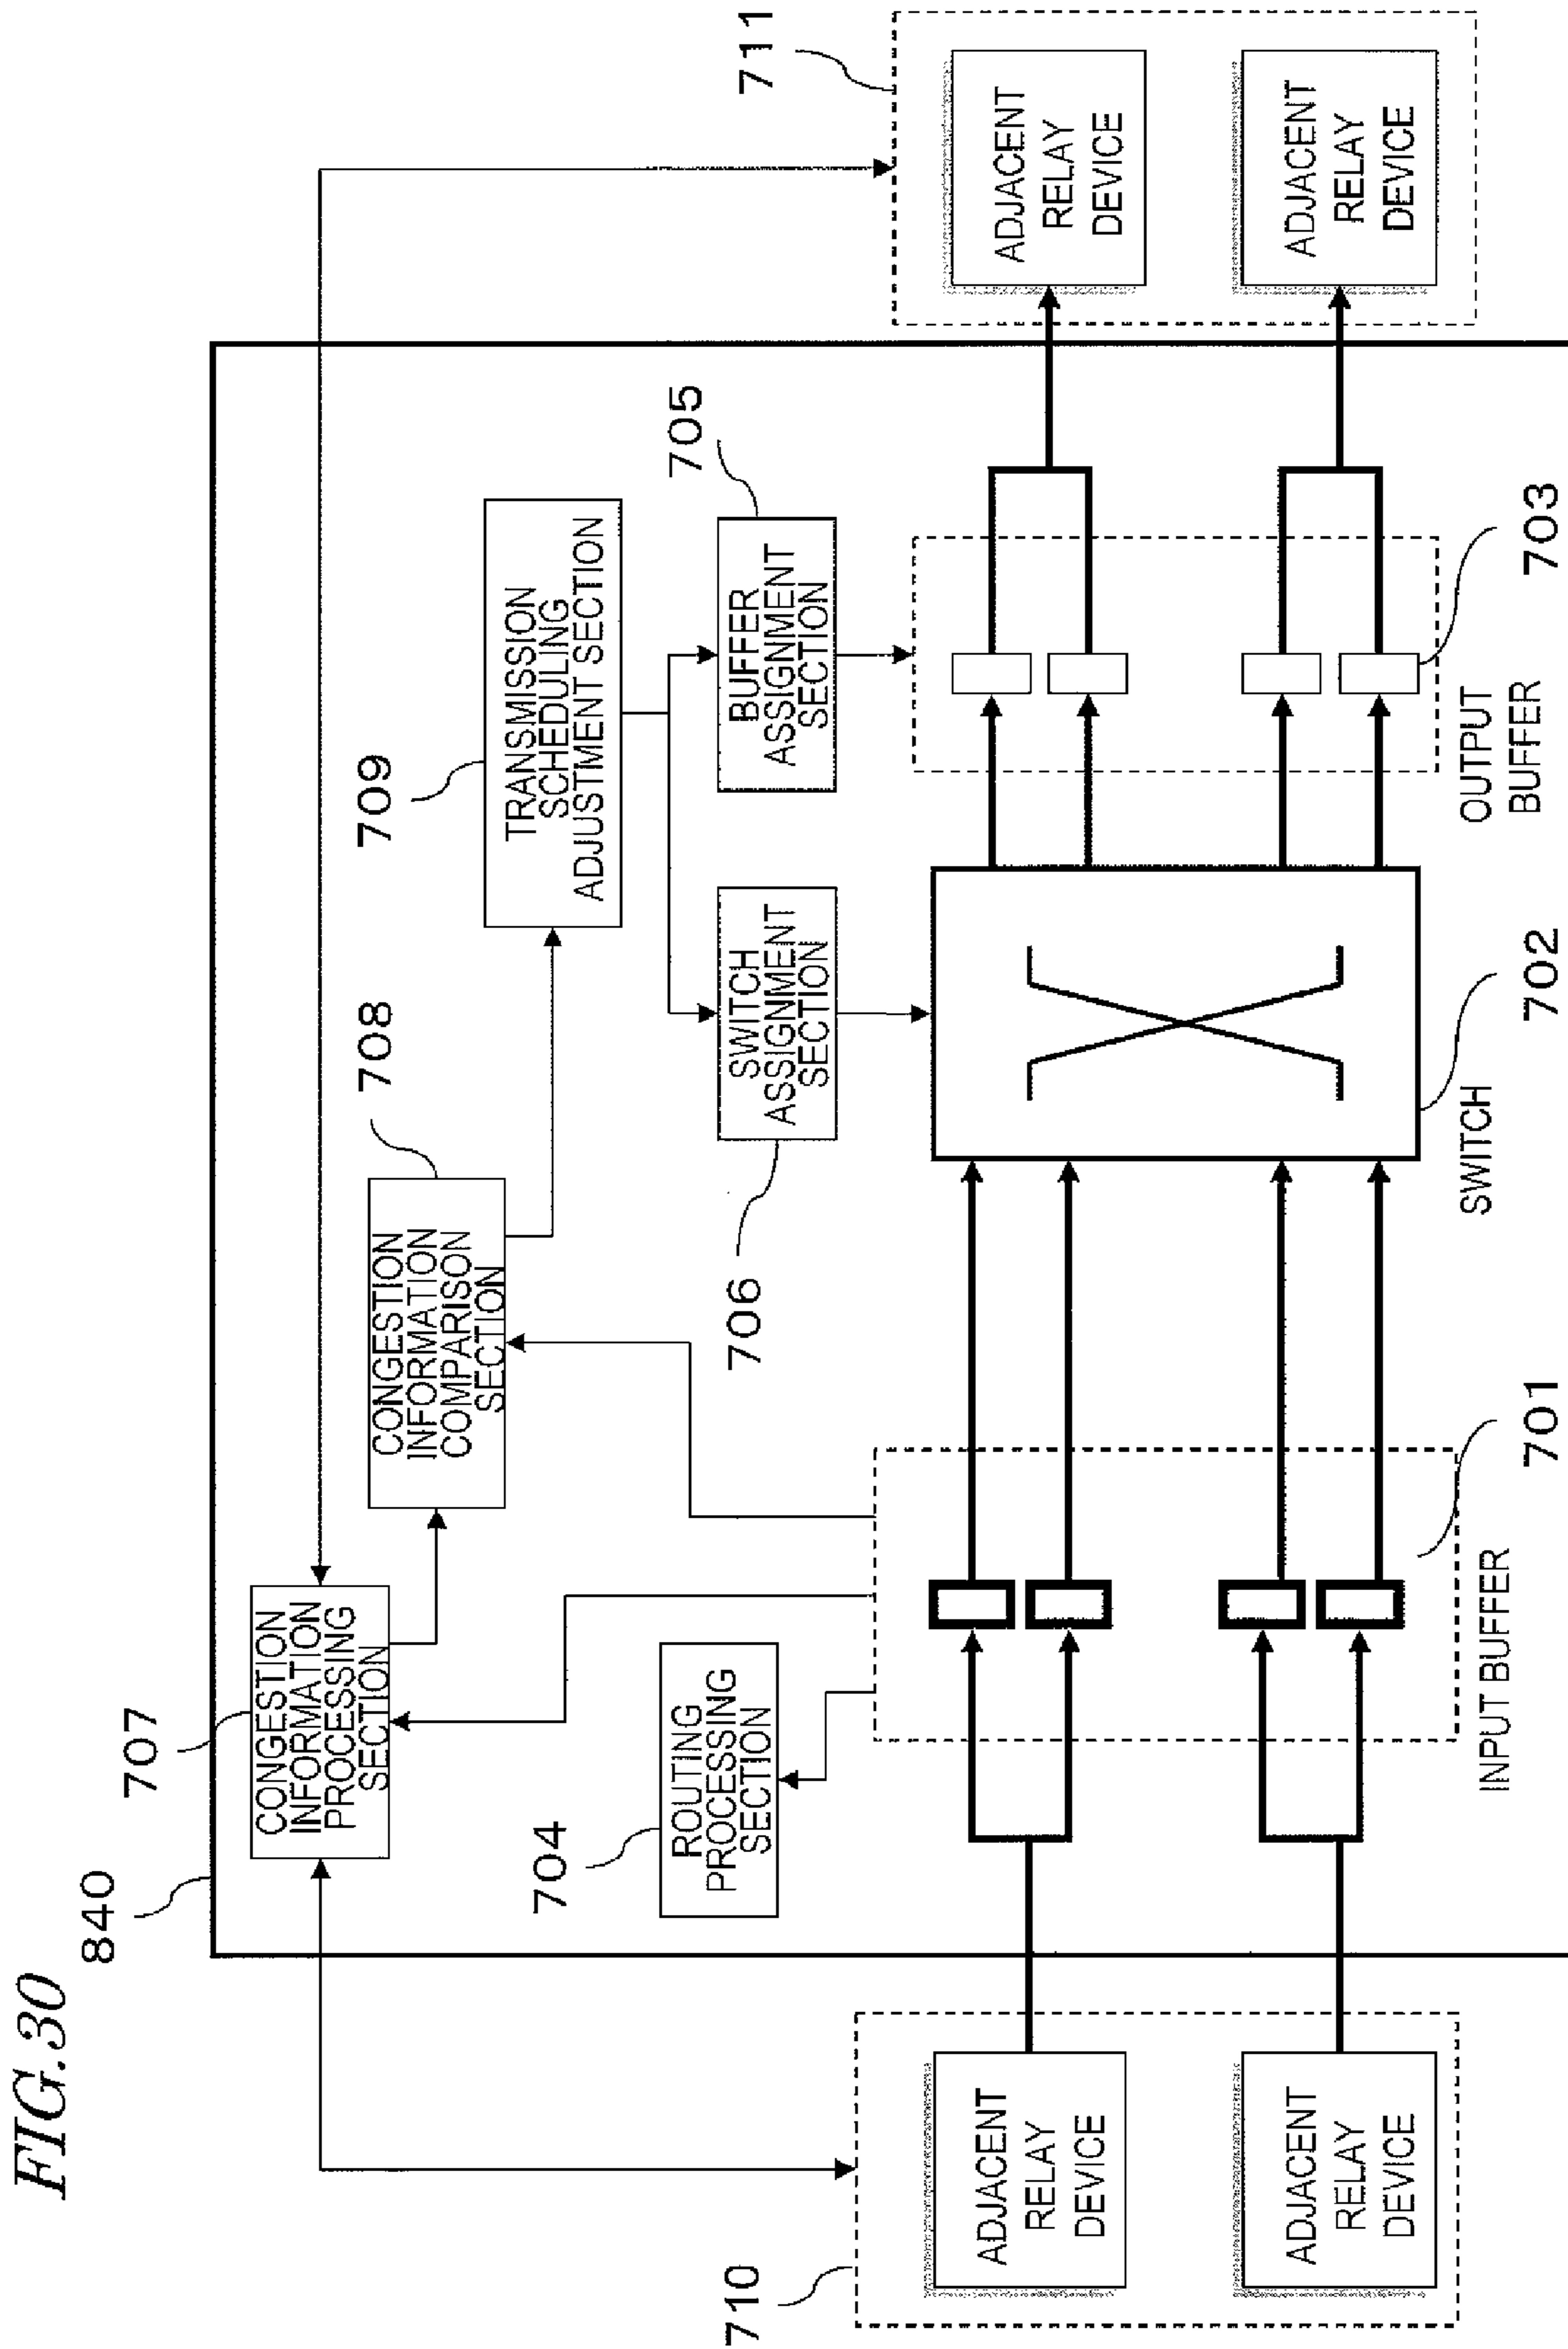 FIG.30
840
707
CONGESTION
INFORMATION
PROCESSING
SECTION
708
CONGESTION
INFORMATION
COMPARISON
SECTION
709
TRANSMISSION
SCHEDULING
ADJUSTMENT SECTION
704
ROUTING
PROCESSING
SECTION
706
SWITCH
ASSIGNMENT
SECTION
705
BUFFER
ASSIGNMENT
SECTION
710
ADJACENT
RELAY
DEVICE
ADJACENT
RELAY
DEVICE
711
ADJACENT
RELAY
DEVICE
ADJACENT
RELAY
DEVICE
INPUT BUFFER
701
SWITCH
702
OUTPUT
BUFFER
703